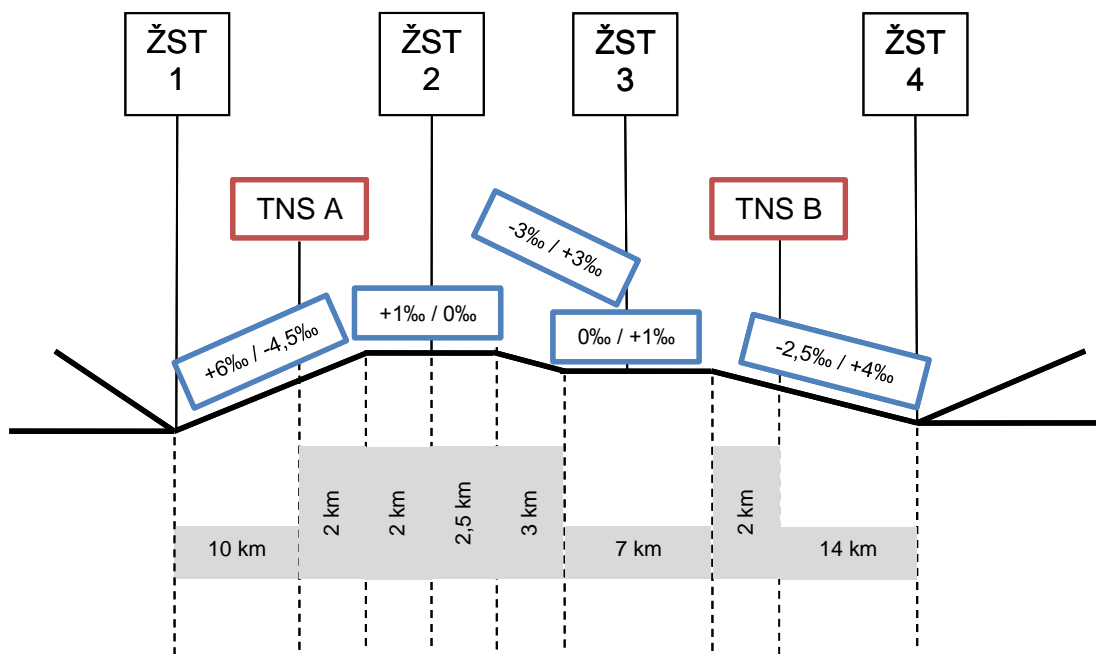 ŽST
1
ŽST
2
ŽST
3
ŽST
4
TNS A
TNS B
-3‰ / +3‰
+1‰ / 0‰
0‰ / +1‰
+6‰ / -4,5‰
-2,5‰ / +4‰
10 km
2 km
2 km
2,5 km
3 km
7 km
2 km
14 km